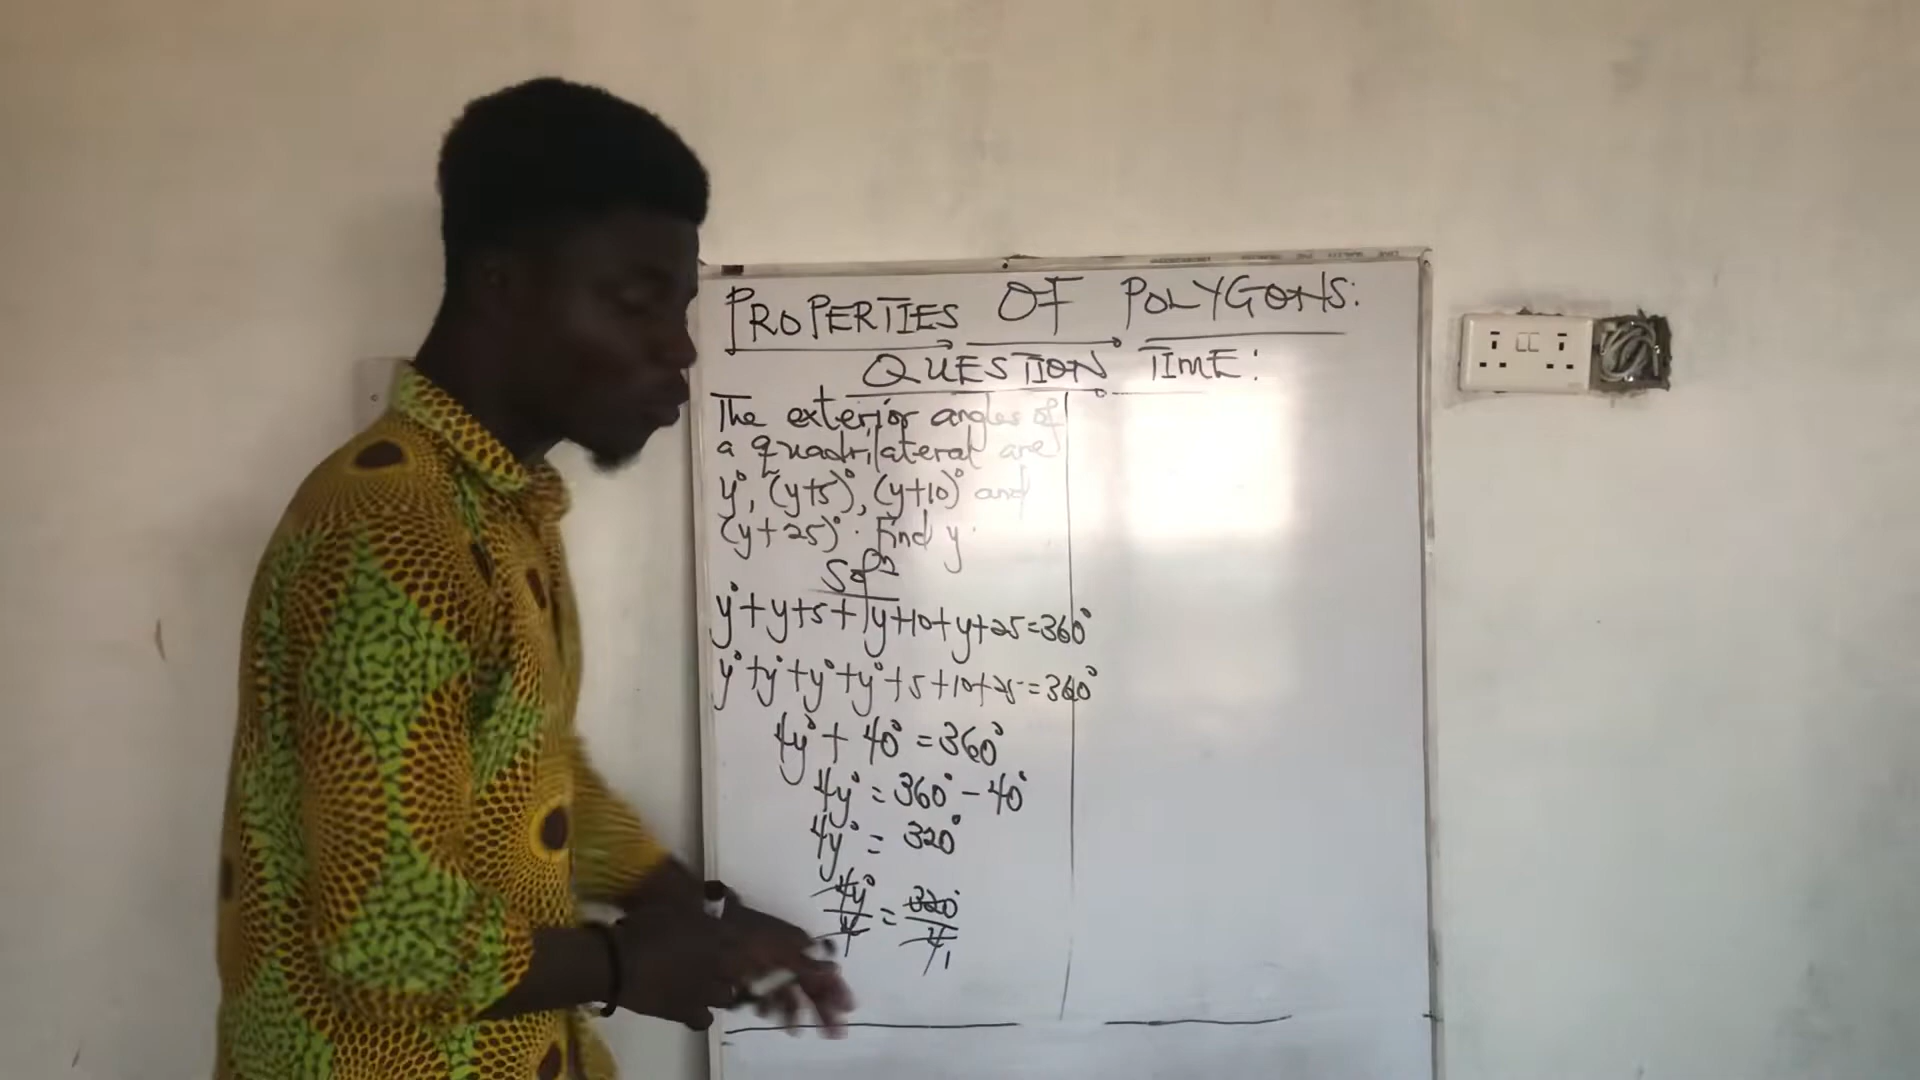 PROPERTIES OF POLYGONS:
QUESTION TIME:
The exterior angles of
a quadrilateral are
y°, (y+5)°, (y+10)° and
(y+25)°. Find y.
Sol^n
y°+y+5+y+10+y+25=360°
y°+y°+y°+y°+5+10+25=360°
4y°+40°=360°
4y°=360°-40°
4y°=320°
4y°/4=320°/4 1